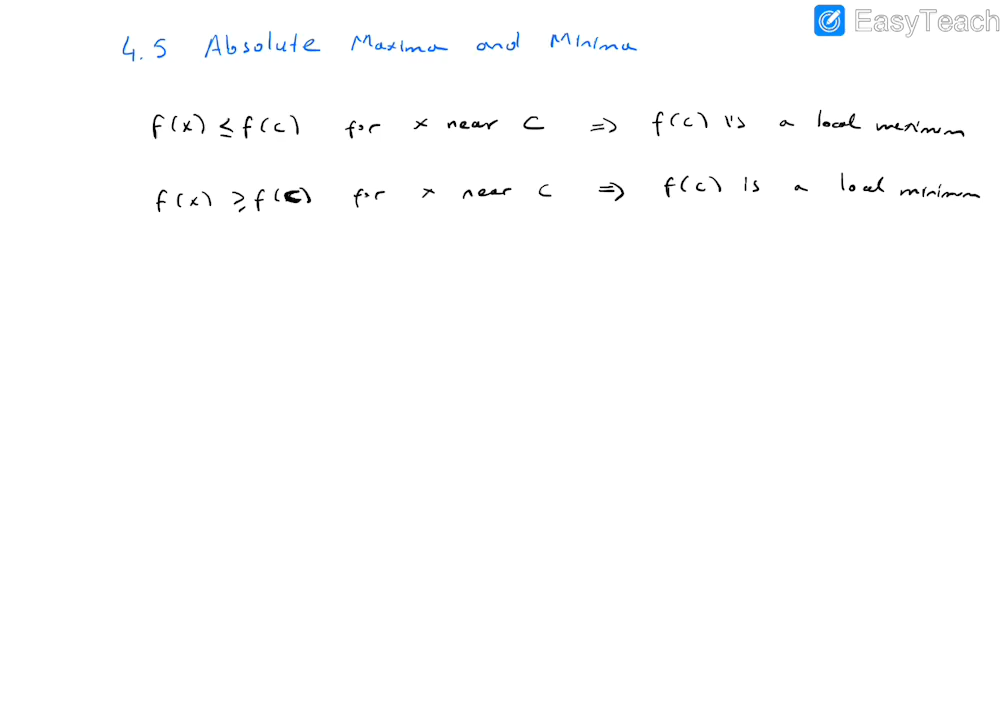 EasyTeach
4.5 Absolute Maxima and Minima
f(x) ≤ f(c) for x near c ⇒ f(c) is a local maximum
f(x) ≥ f(c) for x near c ⇒ f(c) is a local minimum